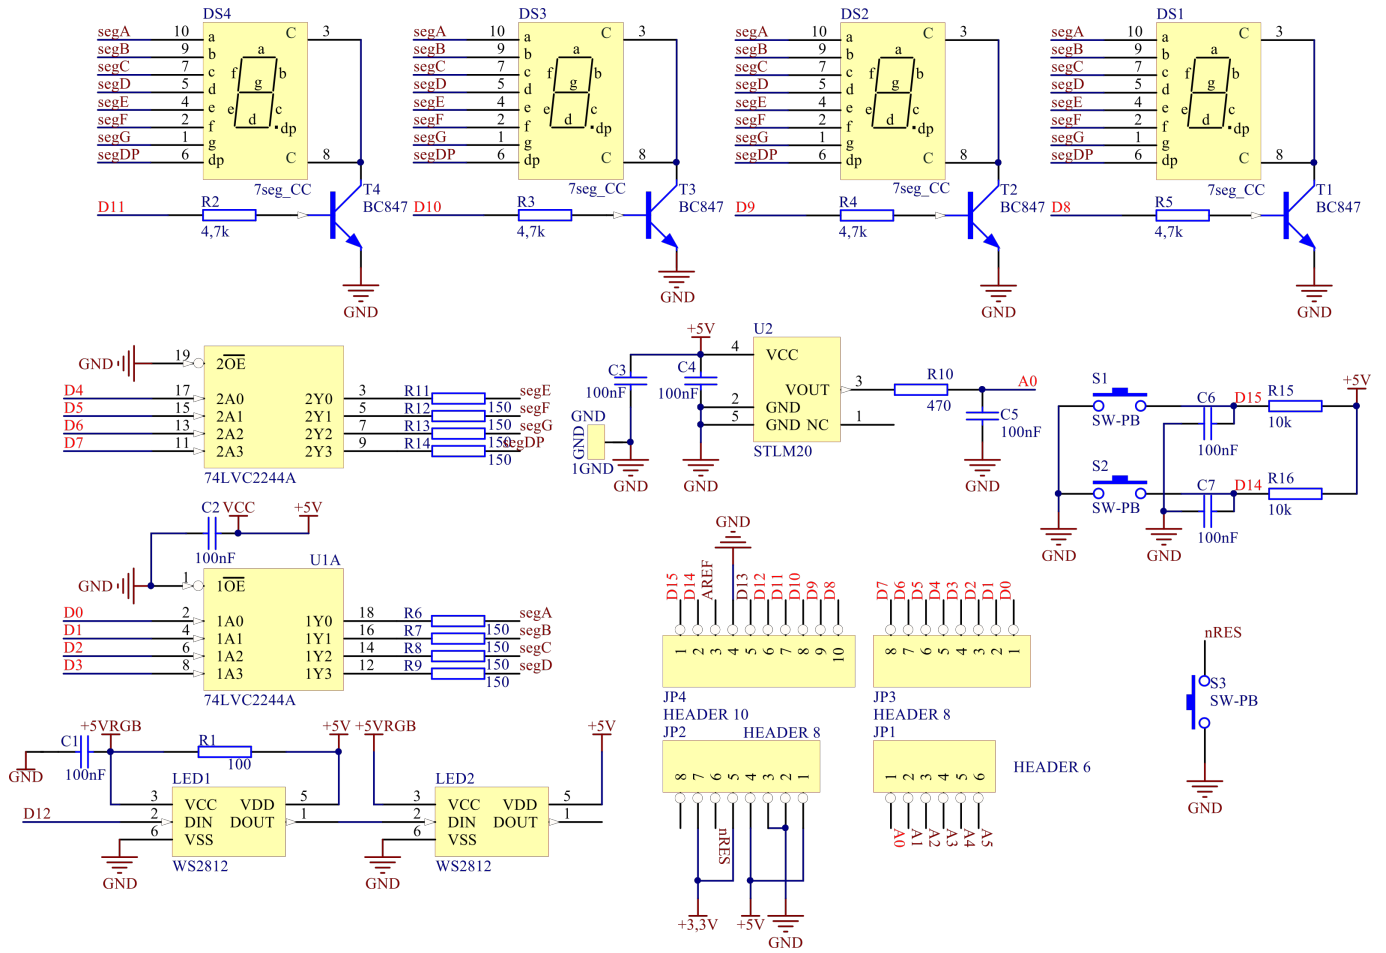 DS4
segA 10 a C 3
segB 9 b
segC 7 c
segD 5 d
segE 4 e
segF 2 f
segG 1 g
segDP 6 dp C 8
a
f b
g
e c
d dp
7seg_CC
T4
BC847
D11
R2
4,7k
GND
DS3
segA 10 a C 3
segB 9 b
segC 7 c
segD 5 d
segE 4 e
segF 2 f
segG 1 g
segDP 6 dp C 8
a
f b
g
e c
d dp
7seg_CC
T3
BC847
D10
R3
4,7k
GND
DS2
segA 10 a C 3
segB 9 b
segC 7 c
segD 5 d
segE 4 e
segF 2 f
segG 1 g
segDP 6 dp C 8
a
f b
g
e c
d dp
7seg_CC
T2
BC847
D9
R4
4,7k
GND
DS1
segA 10 a C 3
segB 9 b
segC 7 c
segD 5 d
segE 4 e
segF 2 f
segG 1 g
segDP 6 dp C 8
a
f b
g
e c
d dp
7seg_CC
T1
BC847
D8
R5
4,7k
GND
GND 19 2OE
D4 17 2A0 2Y0 3 R11 segE
D5 15 2A1 2Y1 5 R12 150 segF
D6 13 2A2 2Y2 7 R13 150 segG
D7 11 2A3 2Y3 9 R14 150 segDP
150
74LVC2244A
C2 VCC +5V
100nF
U1A
GND 1 1OE
D0 2 1A0 1Y0 18 R6 segA
D1 4 1A1 1Y1 16 R7 150 segB
D2 6 1A2 1Y2 14 R8 150 segC
D3 8 1A3 1Y3 12 R9 150 segD
150
74LVC2244A
+5V
U2
C3
100nF
C4
100nF
4 VCC
VOUT 3
2 GND
5 GND NC 1
STLM20
GND
GND
1GND
GND
GND
R10
470
A0
C5
100nF
GND
S1
SW-PB
C6
100nF
D15
R15
10k
+5V
S2
SW-PB
C7
100nF
D14
R16
10k
GND
GND
+5VRGB
C1
100nF
GND
R1
100
+5V
LED1
3 VCC VDD 5
D12 2 DIN DOUT 1
6 VSS
WS2812
GND
+5VRGB
+5V
LED2
3 VCC VDD 5
2 DIN DOUT 1
6 VSS
WS2812
GND
GND
D15 D14 AREF D13 D12 D11 D10 D9 D8
1 2 3 4 5 6 7 8 9 10
JP4
HEADER 10
D7 D6 D5 D4 D3 D2 D1 D0
8 7 6 5 4 3 2 1
JP3
HEADER 8
JP2
HEADER 8
8 7 6 5 4 3 2 1
nRES
+3,3V
+5V
GND
JP1
HEADER 6
1 2 3 4 5 6
A0 A1 A2 A3 A4 A5
nRES
S3
SW-PB
GND